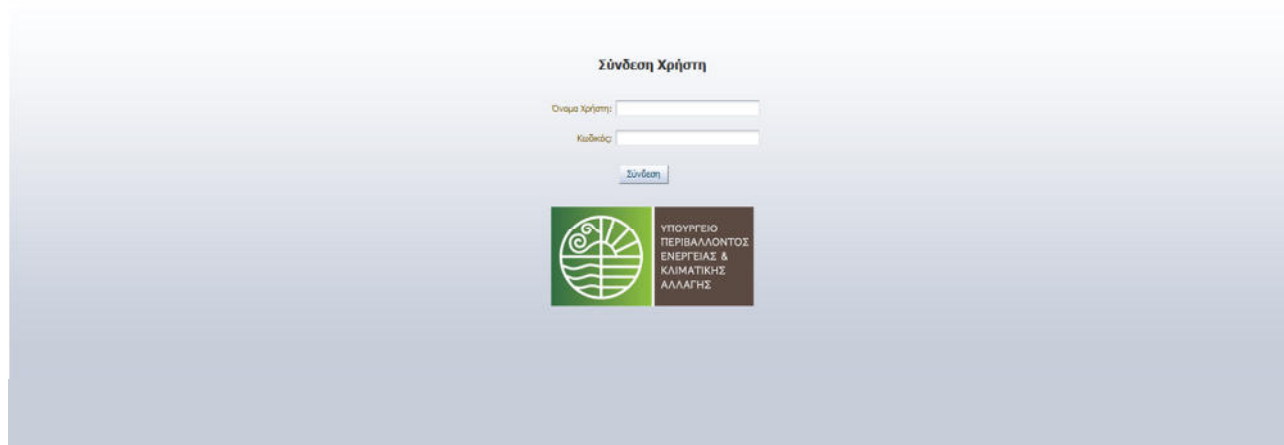 Σύνδεση Χρήστη
Όνομα Χρήστη:
Κωδικός:
Σύνδεση
ΥΠΟΥΡΓΕΙΟ
ΠΕΡΙΒΑΛΛΟΝΤΟΣ
ΕΝΕΡΓΕΙΑΣ &
ΚΛΙΜΑΤΙΚΗΣ
ΑΛΛΑΓΗΣ